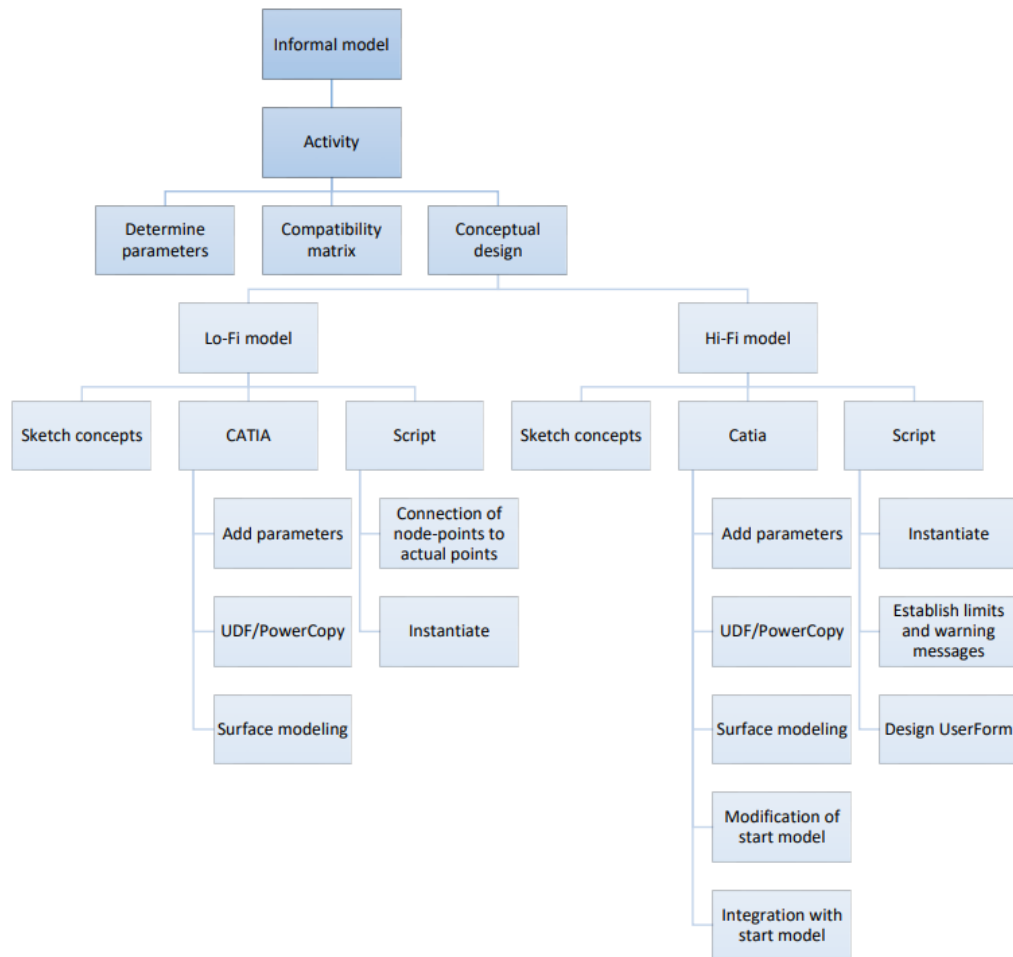 Informal model
Activity
Determine
parameters
Compatibility
matrix
Conceptual
design
Lo-Fi model
Hi-Fi model
Sketch concepts
CATIA
Script
Sketch concepts
Catia
Script
Add parameters
Connection of
node-points to
actual points
Add parameters
Instantiate
UDF/PowerCopy
Instantiate
UDF/PowerCopy
Establish limits
and warning
messages
Surface modeling
Surface modeling
Design UserForm
Modification of
start model
Integration with
start model